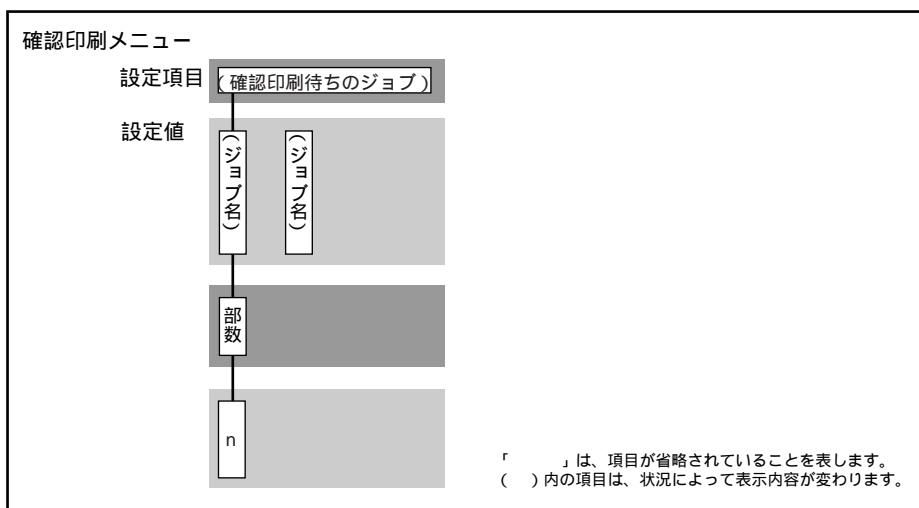 確認印刷メニュー
設定項目
(確認印刷待ちのジョブ)
設定値
(ジョブ名)
(ジョブ名)
部数
n
「　　」は、項目が省略されていることを表します。
(　)内の項目は、状況によって表示内容が変わります。